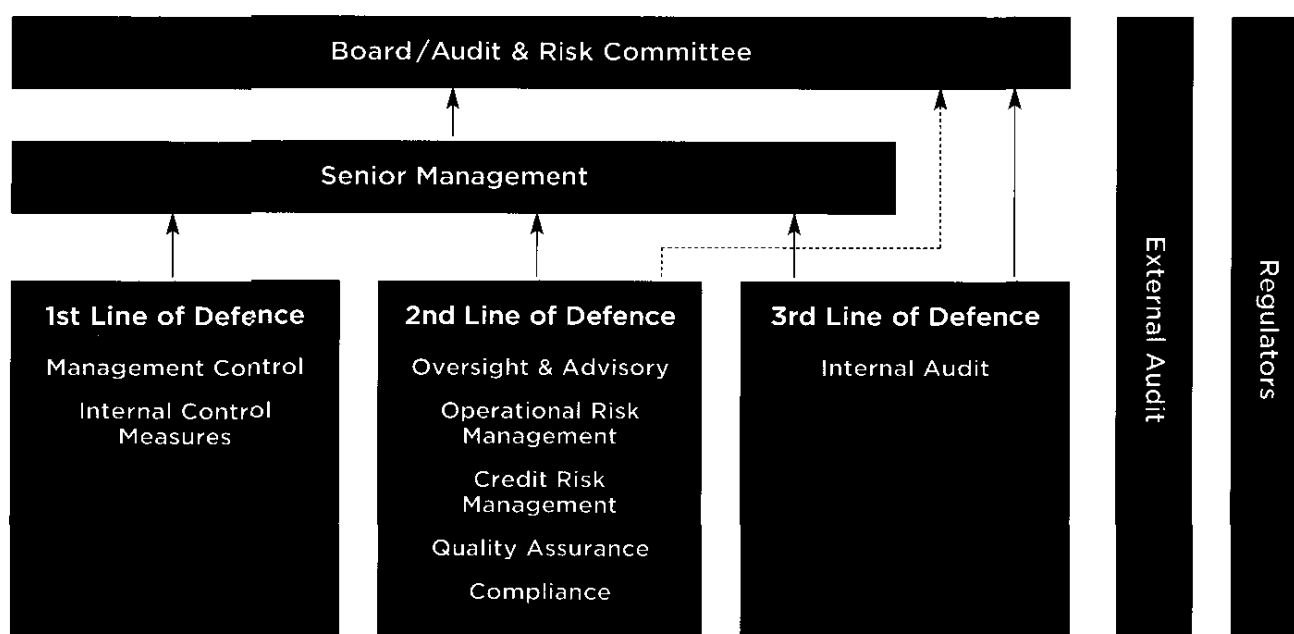 Board/Audit & Risk Committee
Senior Management
1st Line of Defence
Management Control
Internal Control
Measures
2nd Line of Defence
Oversight & Advisory
Operational Risk
Management
Credit Risk
Management
Quality Assurance
Compliance
3rd Line of Defence
Internal Audit
External Audit
Regulators